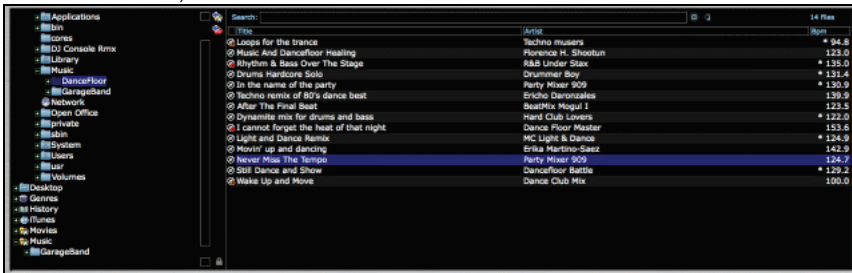 Applications
bin
cores
DJ Console Rmx
Library
Music
DanceFloor
GarageBand
Network
Open Office
private
sbin
System
Users
usr
Volumes
Desktop
Genres
History
iTunes
Movies
Music
GarageBand
Search: 14 files
Title Artist Bpm
Loops for the trance Techno musers * 94.8
Music And Dancefloor Healing Florence H. Shootun 123.0
Rhythm & Bass Over The Stage R&B Under Stax * 135.0
Drums Hardcore Solo Drummer Boy * 131.4
In the name of the party Party Mixer 909 * 130.9
Techno remix of 80's dance best Ericho Daronzales 139.9
After The Final Beat BeatMix Mogul I 123.5
Dynamite mix for drums and bass Hard Club Lovers * 122.0
I cannot forget the heat of that night Dance Floor Master 153.6
Light and Dance Remix MC Light & Dance * 124.9
Movin' up and dancing Erika Martino-Saez 142.9
Never Miss The Tempo Party Mixer 909 124.7
Still Dance and Show Dancefloor Battle * 129.2
Wake Up and Move Dance Club Mix 100.0